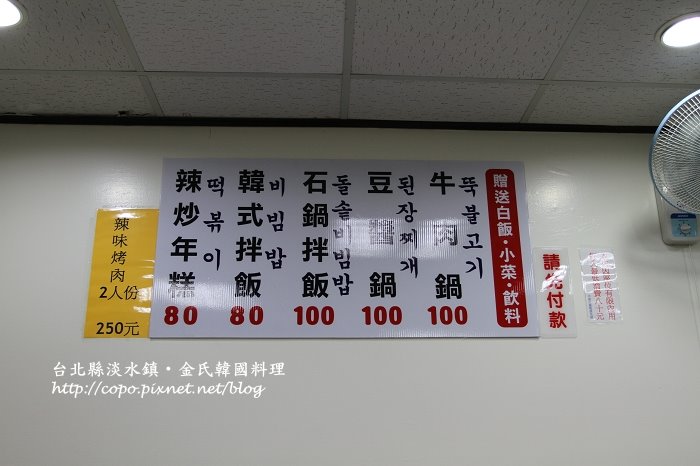 贈送白飯・小菜・飲料
牛肉鍋
뚝불고기
100
豆醬鍋
된장찌개
100
石鍋拌飯
돌솥비빔밥
100
韓式拌飯
비빔밥
80
辣炒年糕
떡볶이
80
辣味烤肉
2人份
250元
請先付款
台北縣淡水鎮・金氏韓國料理
http://copo.pixnet.net/blog